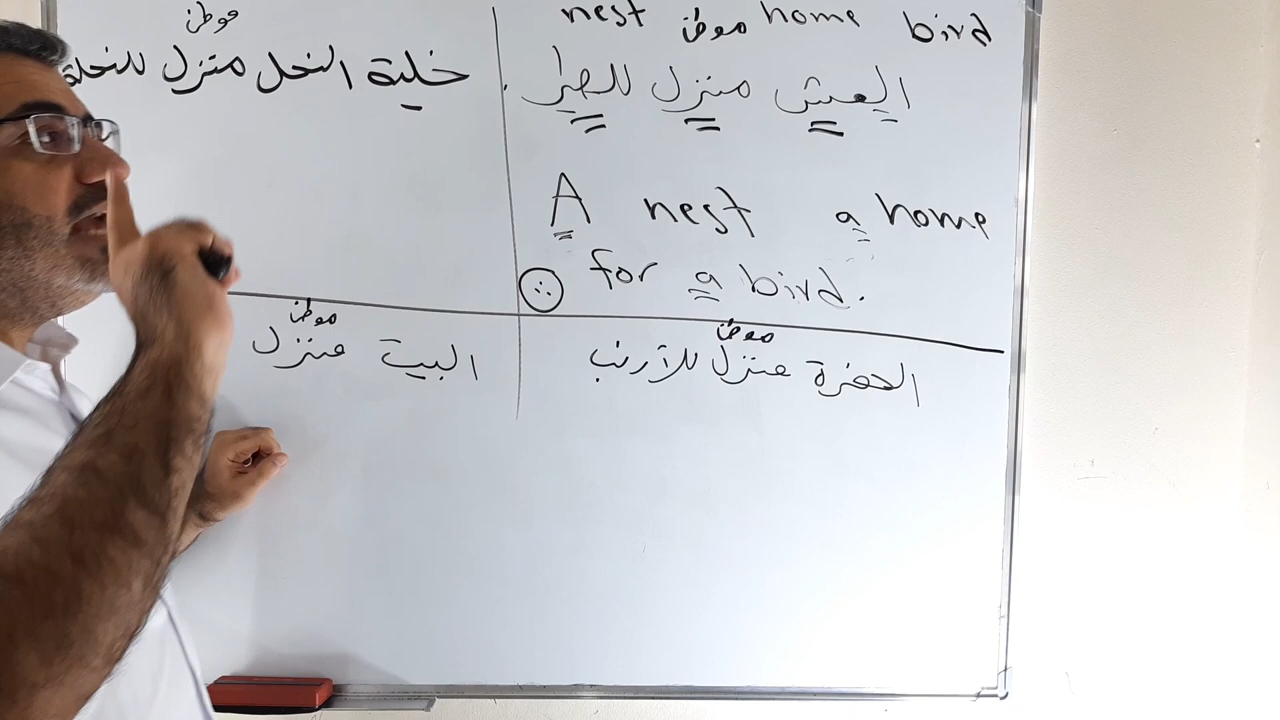 nest موطن home bird
العش منزل للطير
A nest a home
for a bird.
موطن
خلية النحل منزل للنحلة
موطن
الحفرة منزل للأرنب
موطن
البيت منزل